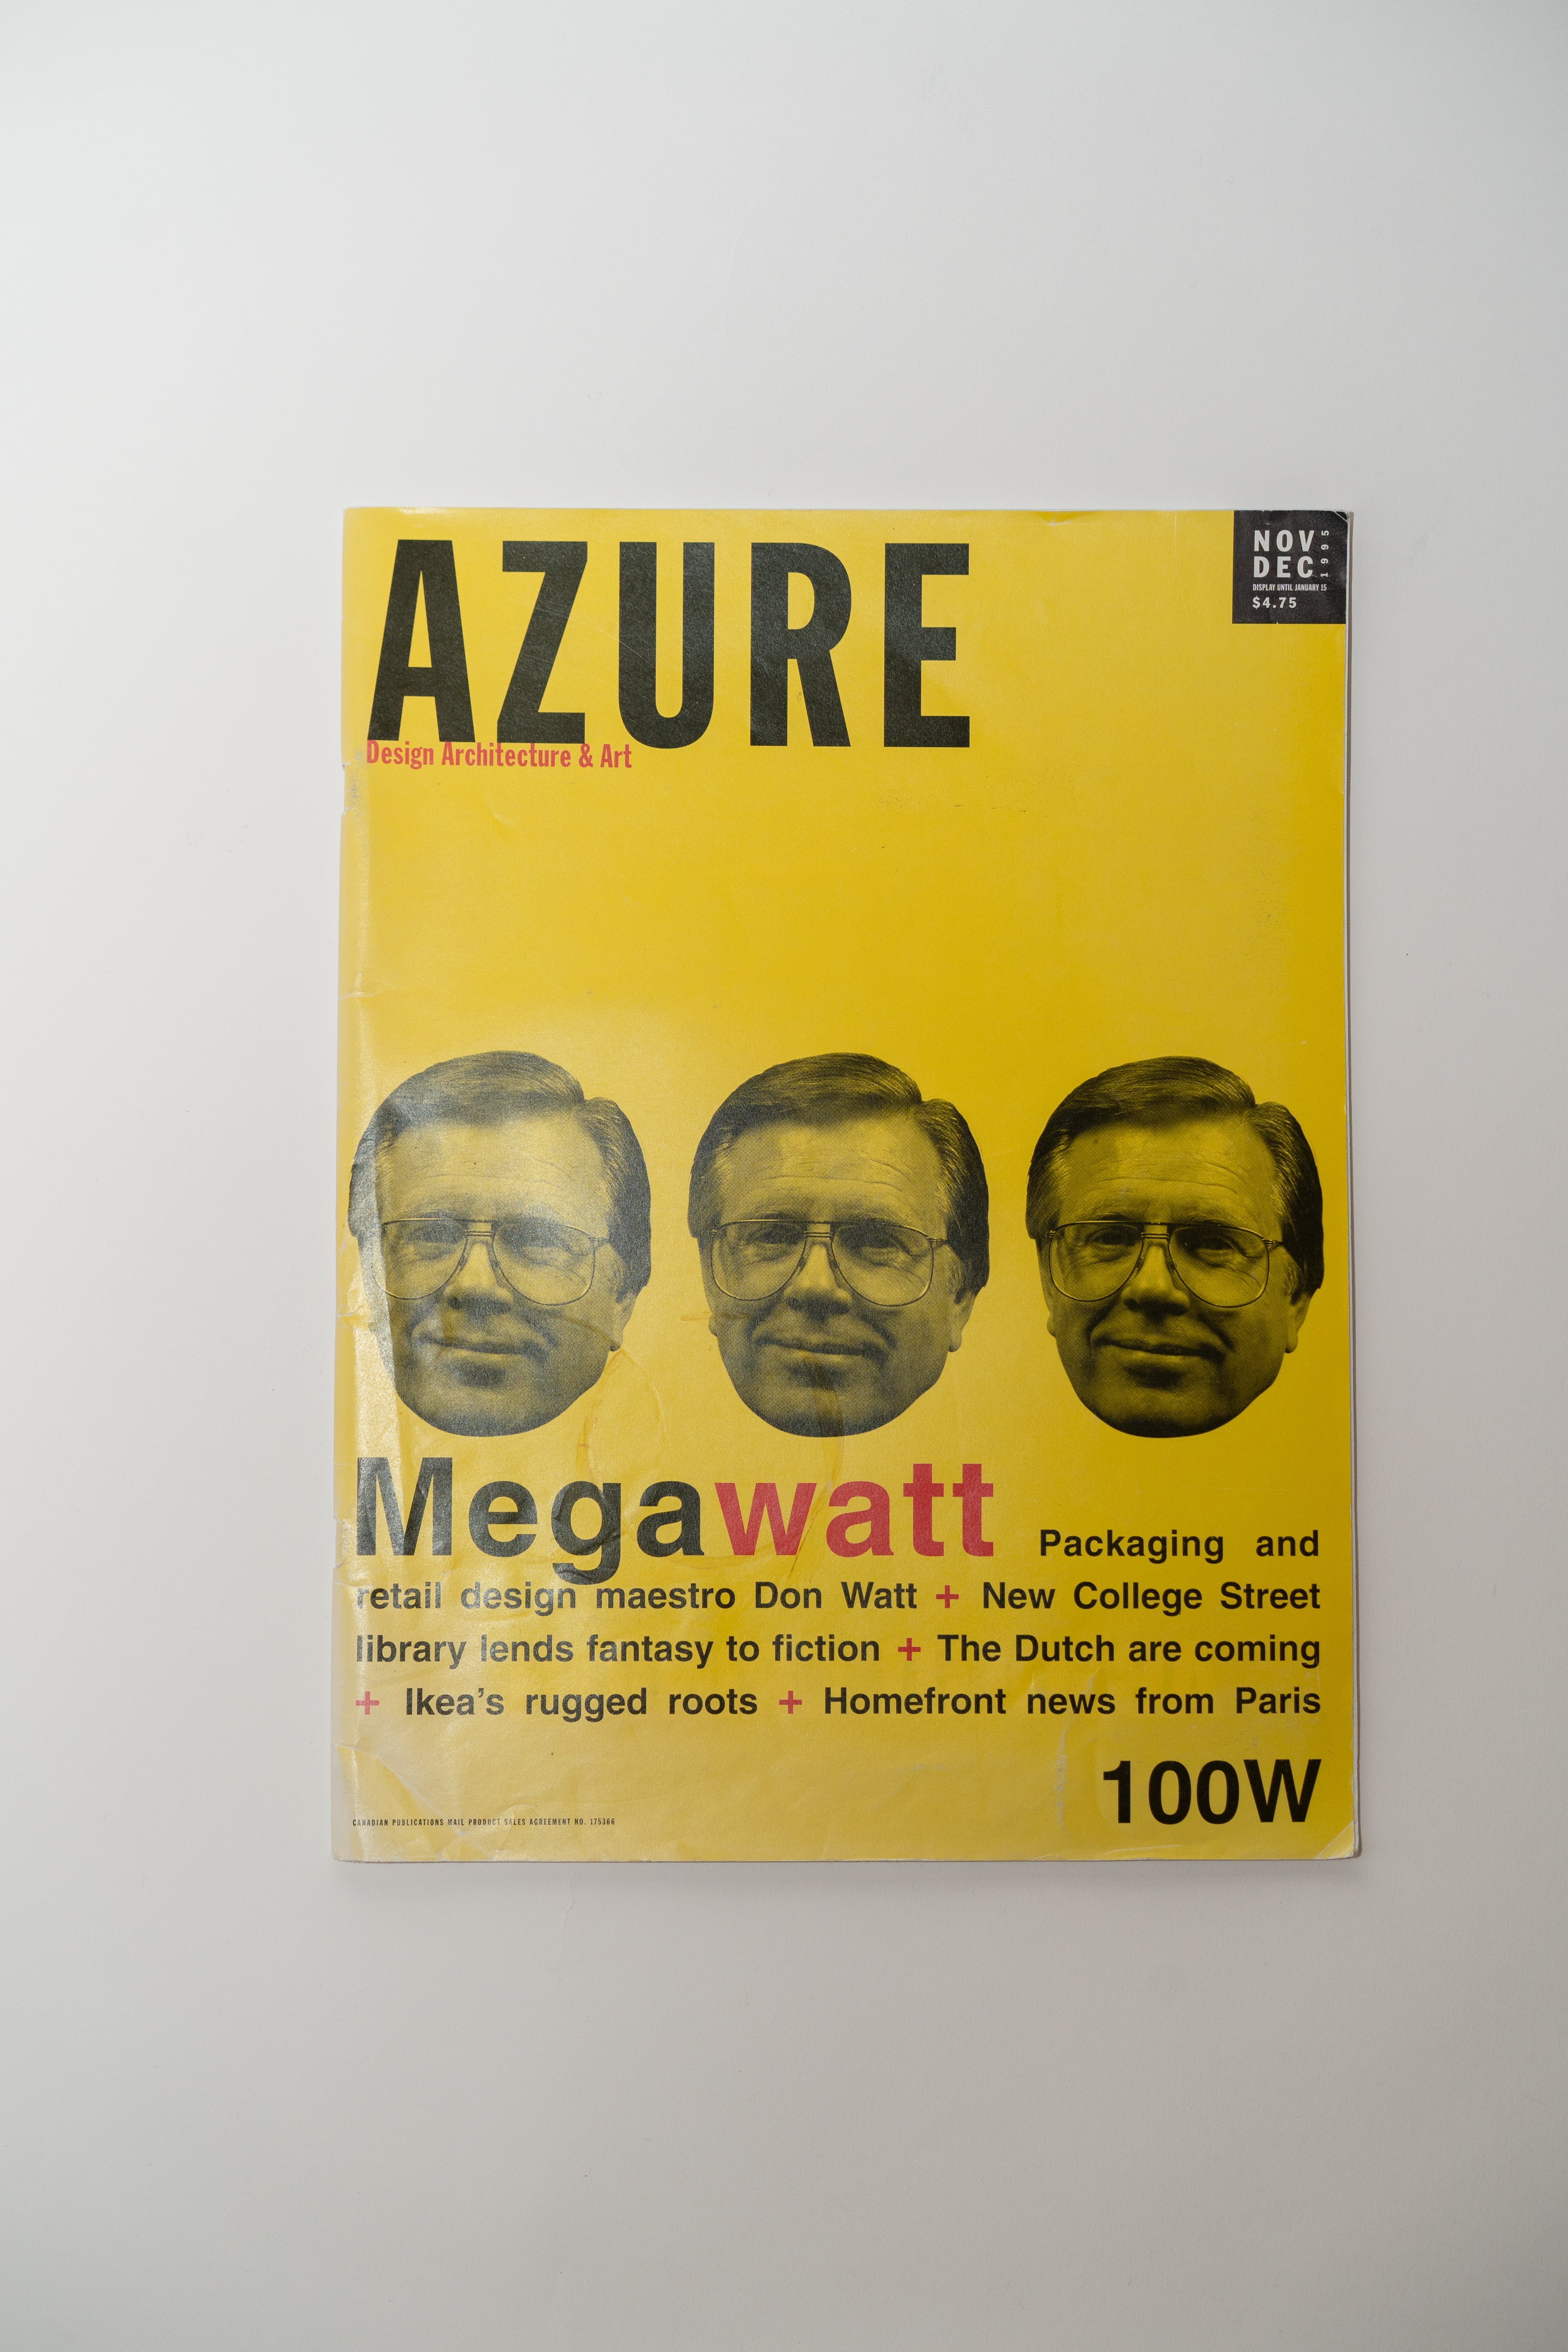 AZURE
Design Architecture & Art
NOV
DEC
1995
DISPLAY UNTIL JANUARY 15
$4.75
Megawatt Packaging and
retail design maestro Don Watt + New College Street
library lends fantasy to fiction + The Dutch are coming
+ Ikea's rugged roots + Homefront news from Paris
100W
CANADIAN PUBLICATIONS MAIL PRODUCT SALES AGREEMENT NO. 175366